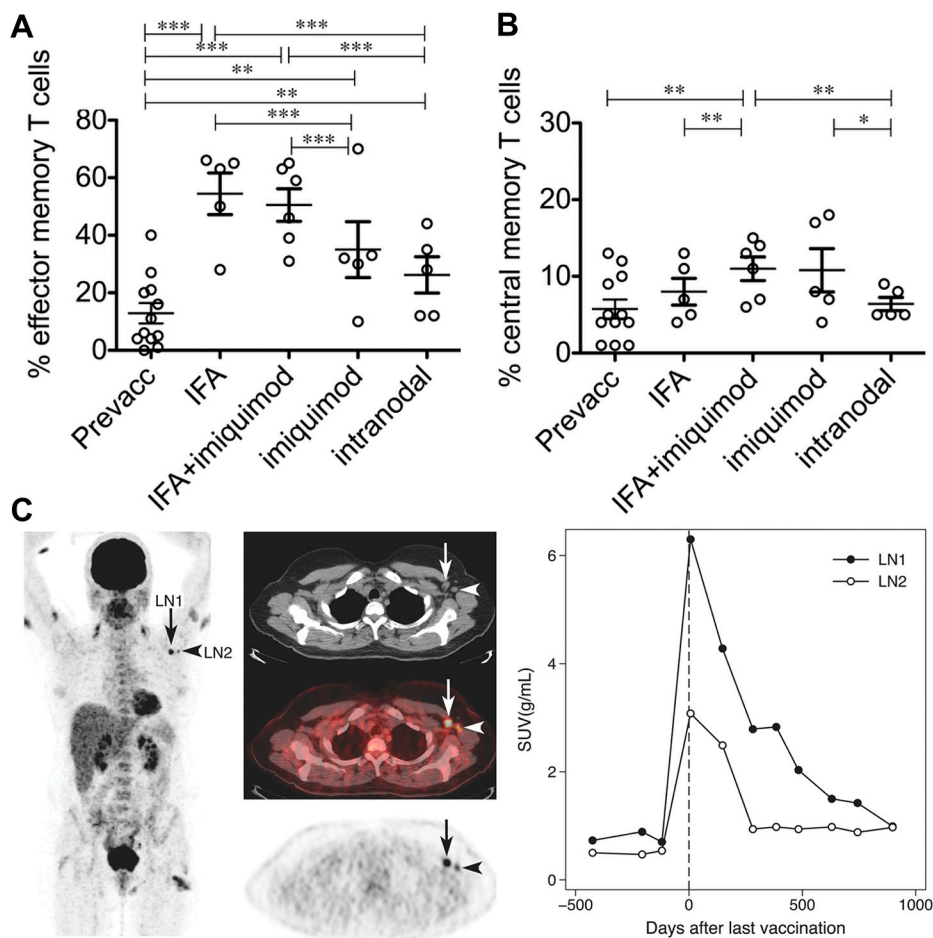 A
***
***
***
***
**
**
***
***
% effector memory T cells
80
60
40
20
0
Prevacc
IFA
IFA+imiquimod
imiquimod
intranodal
B
**
**
**
*
% central memory T cells
30
20
10
0
Prevacc
IFA
IFA+imiquimod
imiquimod
intranodal
C
LN1
LN2
SUV(g/mL)
6
4
2
0
LN1
LN2
−500
0
500
1000
Days after last vaccination